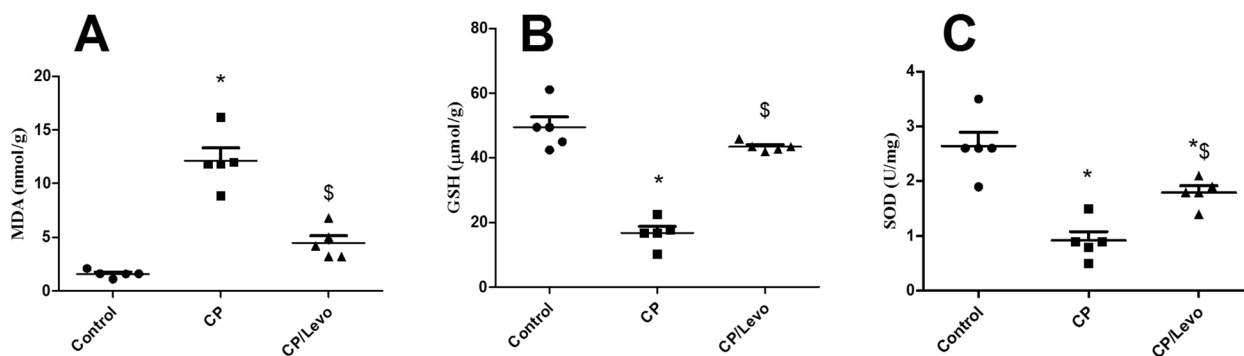 A
MDA (nmol/g)
20
15
10
5
0
*
$
Control
CP
CP/Levo
B
GSH (µmol/g)
80
60
40
20
0
*
$
Control
CP
CP/Levo
C
SOD (U/mg)
4
3
2
1
0
*
*$
Control
CP
CP/Levo